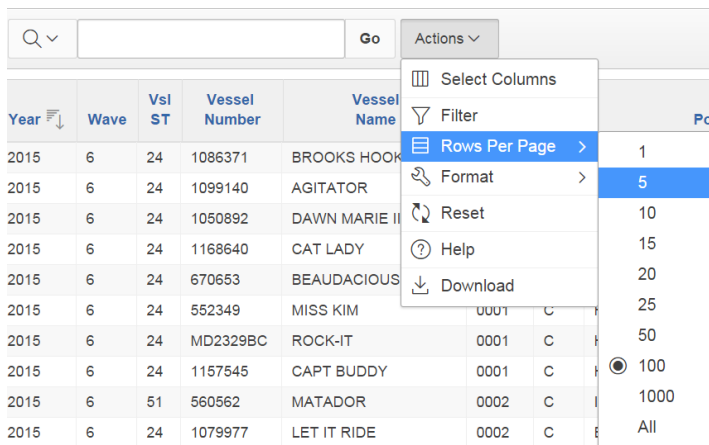 Go Actions
Select Columns
Filter
Rows Per Page
Format
Reset
Help
Download
1
5
10
15
20
25
50
100
1000
All
Year Wave Vsl ST Vessel Number Vessel Name
2015 6 24 1086371 BROOKS HOOK
2015 6 24 1099140 AGITATOR
2015 6 24 1050892 DAWN MARIE II
2015 6 24 1168640 CAT LADY
2015 6 24 670653 BEAUDACIOUS
2015 6 24 552349 MISS KIM 0001 C
2015 6 24 MD2329BC ROCK-IT 0001 C
2015 6 24 1157545 CAPT BUDDY 0001 C
2015 6 51 560562 MATADOR 0002 C
2015 6 24 1079977 LET IT RIDE 0002 C